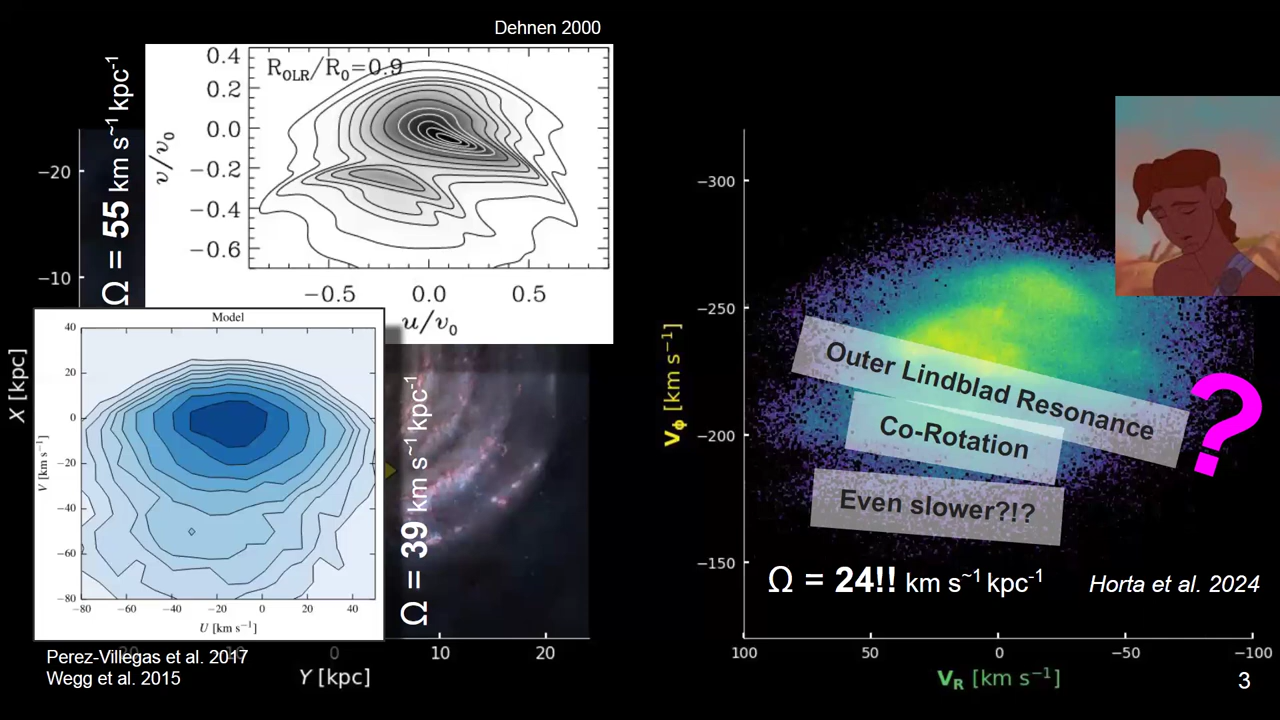 Dehnen 2000
R_OLR/R_0=0.9
0.4
0.2
0.0
−0.2
−0.4
−0.6
v/v_0
−0.5 0.0 0.5
u/v_0
Ω = 55 km s~¹ kpc⁻¹
−20
−10
X [kpc]
Model
40
20
0
−20
−40
−60
−80
V [km s⁻¹]
−80 −60 −40 −20 0 20 40
U [km s⁻¹]
Ω = 39 km s~¹ kpc⁻¹
Perez-Villegas et al. 2017
Wegg et al. 2015
0 10 20
Y [kpc]
−300
−250
−200
−150
V_ϕ [km s⁻¹]
Outer Lindblad Resonance
?
Co-Rotation
Even slower?!?
Ω = 24!! km s~¹ kpc⁻¹
Horta et al. 2024
100 50 0 −50 −100
V_R [km s⁻¹]
3